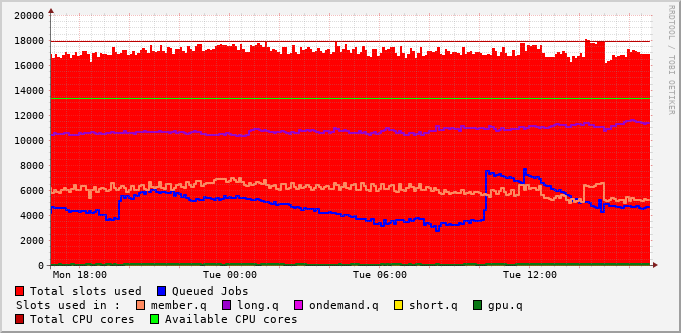 20000
18000
16000
14000
12000
10000
8000
6000
4000
2000
0
Mon 18:00 Tue 00:00 Tue 06:00 Tue 12:00
RRDTOOL / TOBI OETIKER
Total slots used Queued Jobs
Slots used in : member.q long.q ondemand.q short.q gpu.q
Total CPU cores Available CPU cores